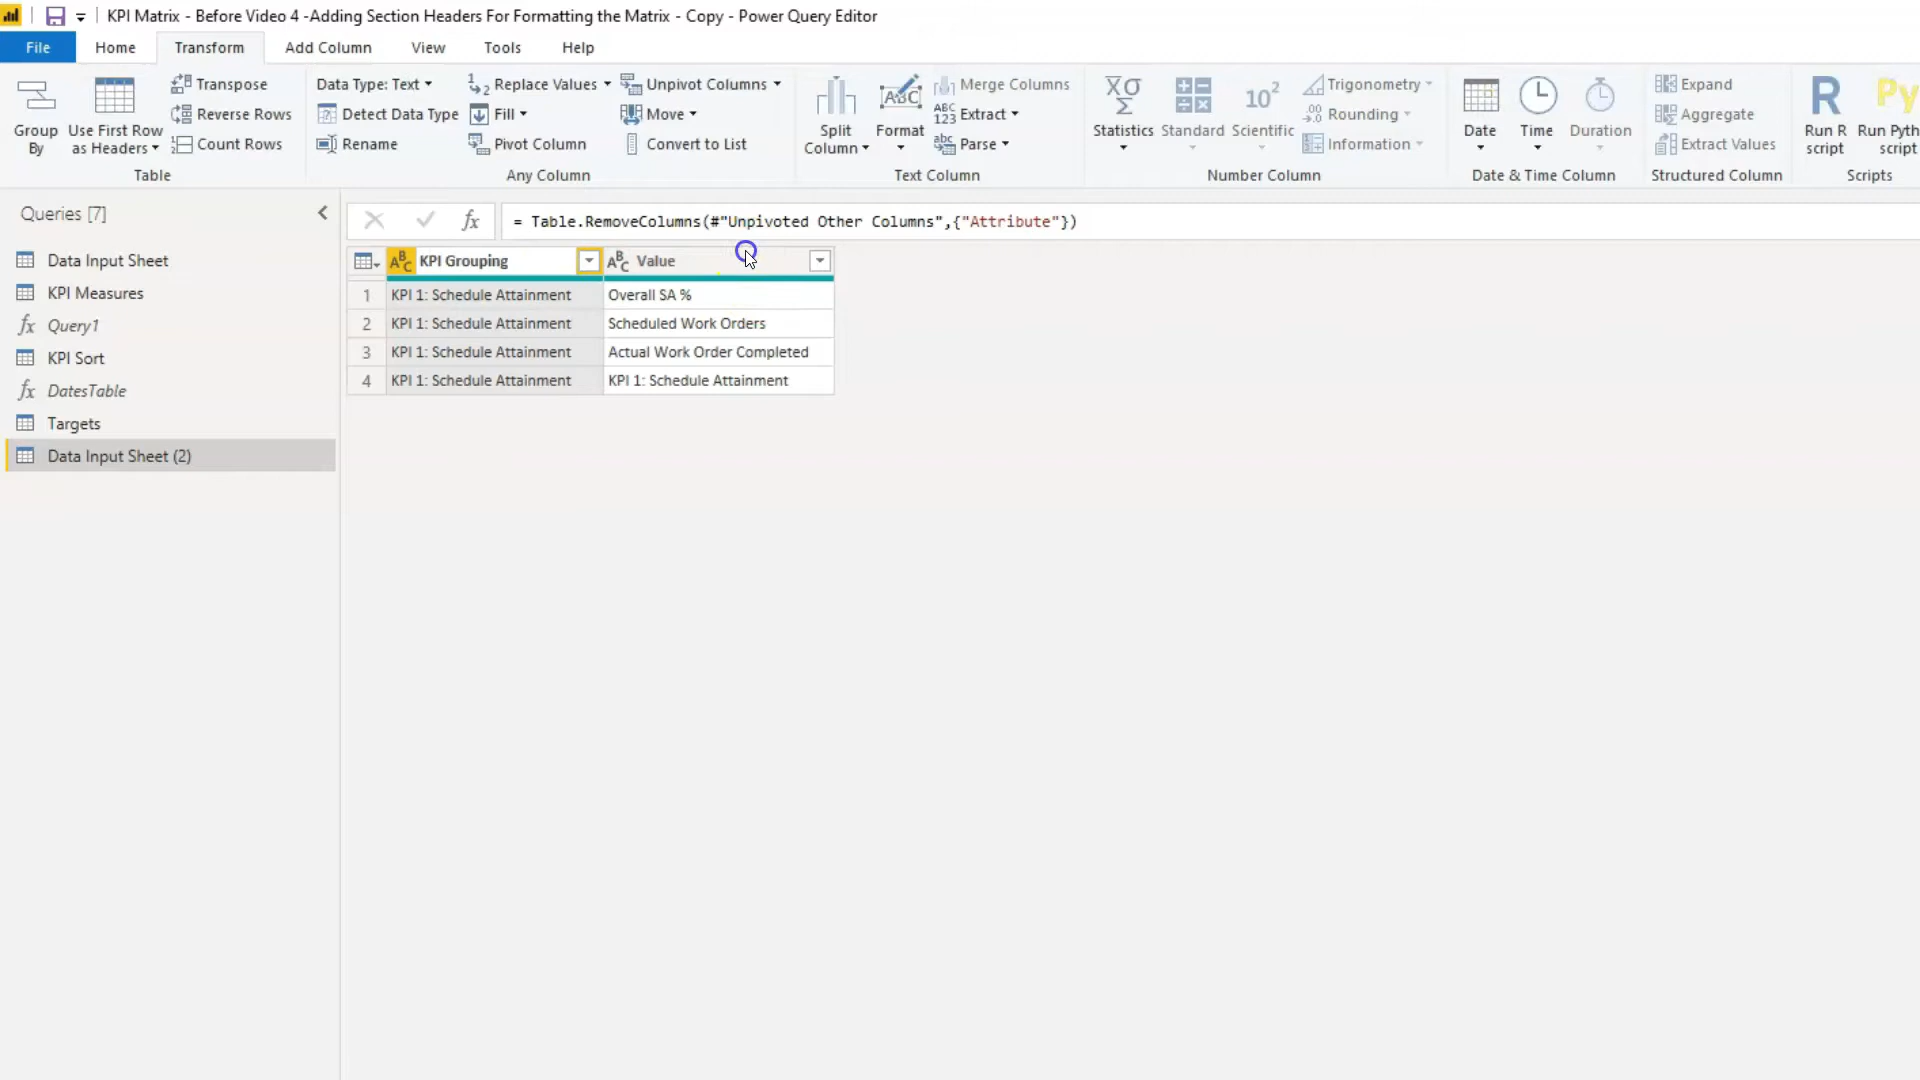 KPI Matrix - Before Video 4 -Adding Section Headers For Formatting the Matrix - Copy - Power Query Editor
File Home Transform Add Column View Tools Help
Group By
Use First Row as Headers
Transpose
Reverse Rows
Count Rows
Table
Data Type: Text
Detect Data Type
Rename
Replace Values
Fill
Pivot Column
Unpivot Columns
Move
Convert to List
Any Column
Split Column
Format
Merge Columns
Extract
Parse
Text Column
Statistics
Standard
Scientific
Trigonometry
Rounding
Information
Number Column
Date
Time
Duration
Date & Time Column
Expand
Aggregate
Extract Values
Structured Column
Run R script
Run Pyth script
Scripts
Queries [7]
Data Input Sheet
KPI Measures
Query1
KPI Sort
DatesTable
Targets
Data Input Sheet (2)
= Table.RemoveColumns(#"Unpivoted Other Columns",{"Attribute"})
KPI Grouping Value
1 KPI 1: Schedule Attainment Overall SA %
2 KPI 1: Schedule Attainment Scheduled Work Orders
3 KPI 1: Schedule Attainment Actual Work Order Completed
4 KPI 1: Schedule Attainment KPI 1: Schedule Attainment